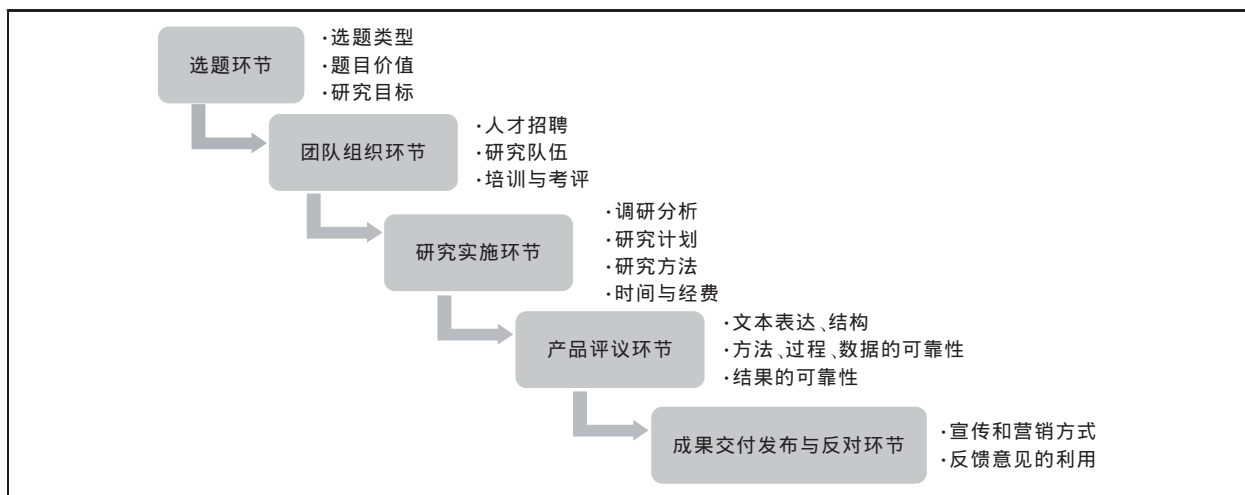 选题环节
·选题类型
·题目价值
·研究目标
团队组织环节
·人才招聘
·研究队伍
·培训与考评
研究实施环节
·调研分析
·研究计划
·研究方法
·时间与经费
产品评议环节
·文本表达、结构
·方法、过程、数据的可靠性
·结果的可靠性
成果交付发布与反对环节
·宣传和营销方式
·反馈意见的利用